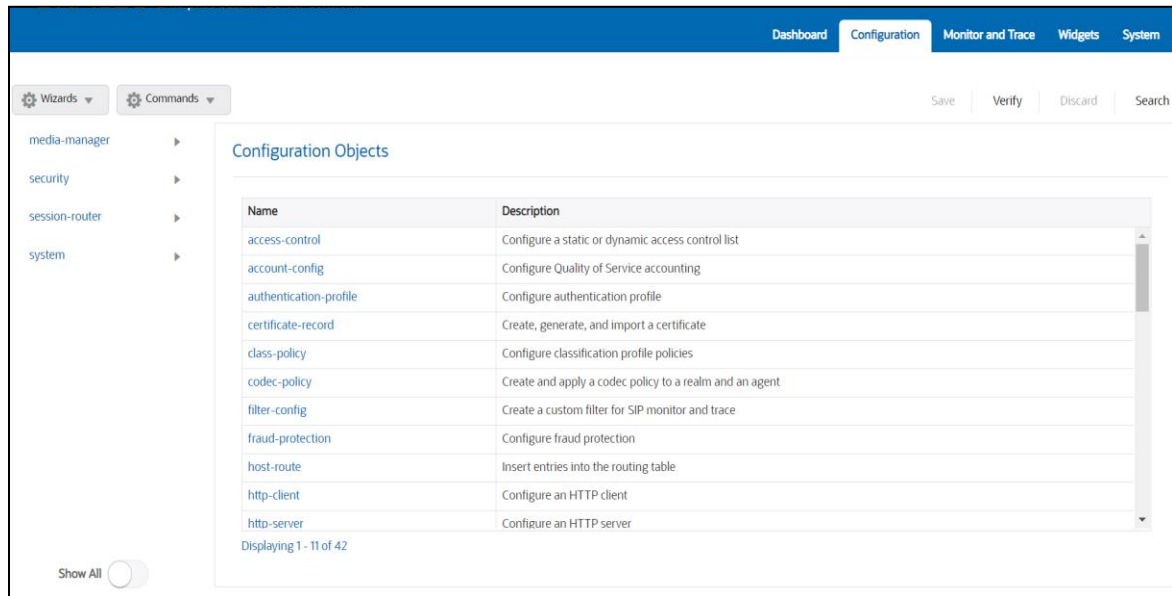 Dashboard Configuration Monitor and Trace Widgets System
Wizards Commands Save Verify Discard Search
media-manager
security
session-router
system
Configuration Objects
Name Description
access-control Configure a static or dynamic access control list
account-config Configure Quality of Service accounting
authentication-profile Configure authentication profile
certificate-record Create, generate, and import a certificate
class-policy Configure classification profile policies
codec-policy Create and apply a codec policy to a realm and an agent
filter-config Create a custom filter for SIP monitor and trace
fraud-protection Configure fraud protection
host-route Insert entries into the routing table
http-client Configure an HTTP client
http-server Configure an HTTP server
Displaying 1 - 11 of 42
Show All